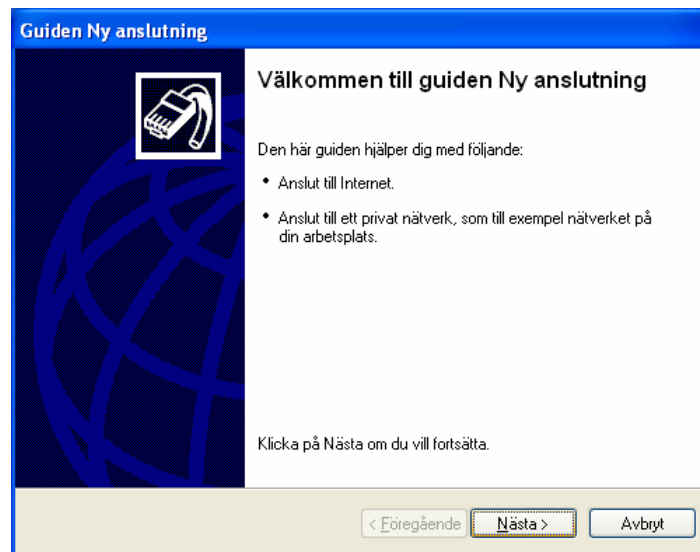 Guiden Ny anslutning
Välkommen till guiden Ny anslutning
Den här guiden hjälper dig med följande:
• Anslut till Internet.
• Anslut till ett privat nätverk, som till exempel nätverket på
din arbetsplats.
Klicka på Nästa om du vill fortsätta.
< Föregående
Nästa >
Avbryt